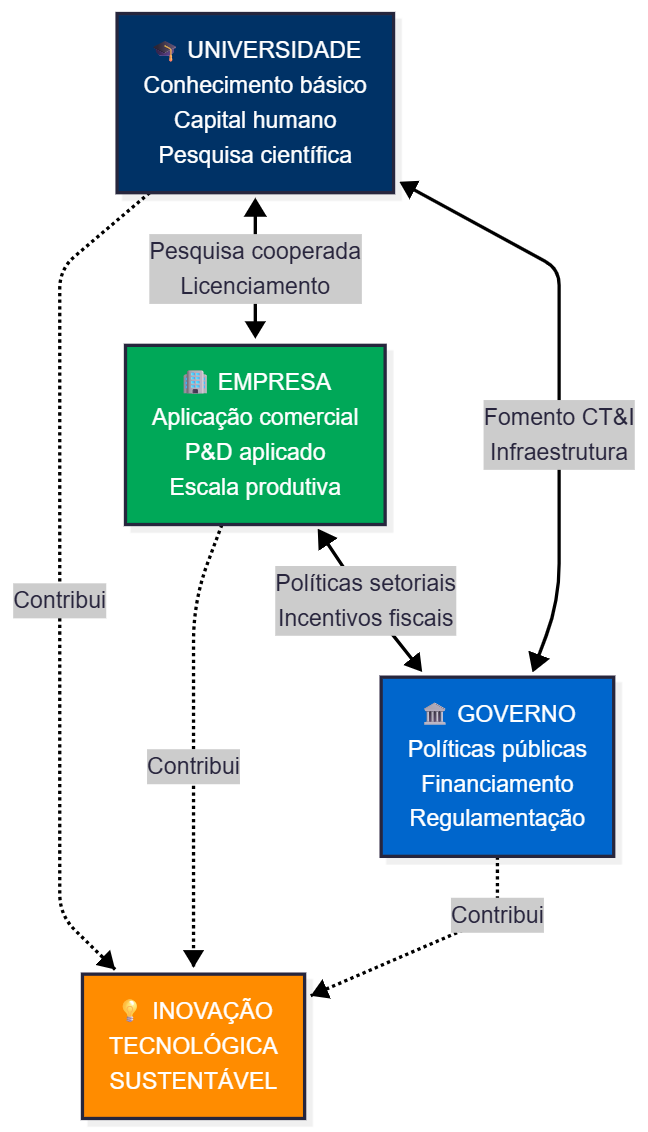 🎓 UNIVERSIDADE
Conhecimento básico
Capital humano
Pesquisa científica
Pesquisa cooperada
Licenciamento
🏢 EMPRESA
Aplicação comercial
P&D aplicado
Escala produtiva
Fomento CT&I
Infraestrutura
Políticas setoriais
Incentivos fiscais
Contribui
🏛️ GOVERNO
Políticas públicas
Financiamento
Regulamentação
Contribui
Contribui
💡 INOVAÇÃO
TECNOLÓGICA
SUSTENTÁVEL